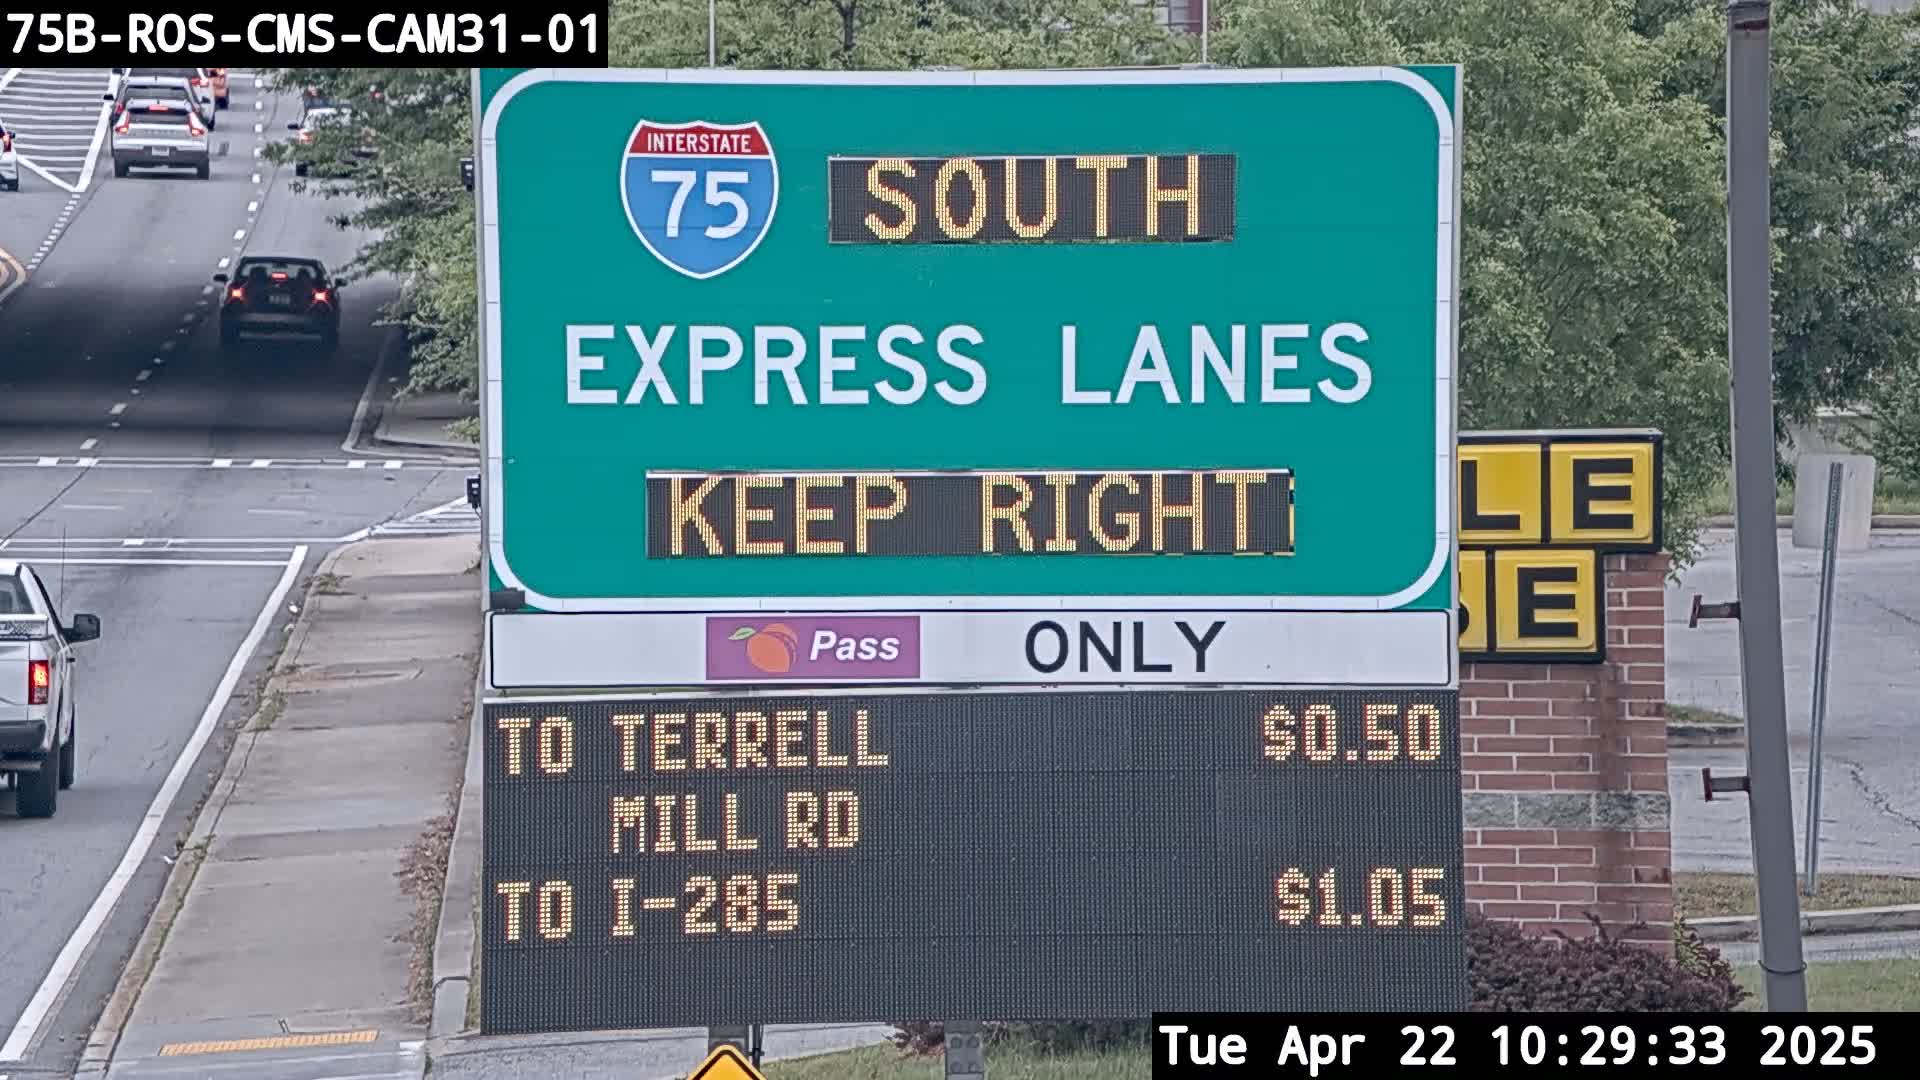 75B-ROS-CMS-CAM31-01
INTERSTATE
75
SOUTH
EXPRESS LANES
KEEP RIGHT
Pass ONLY
TO TERRELL $0.50
MILL RD
TO I-285 $1.05
LE
E
Tue Apr 22 10:29:33 2025